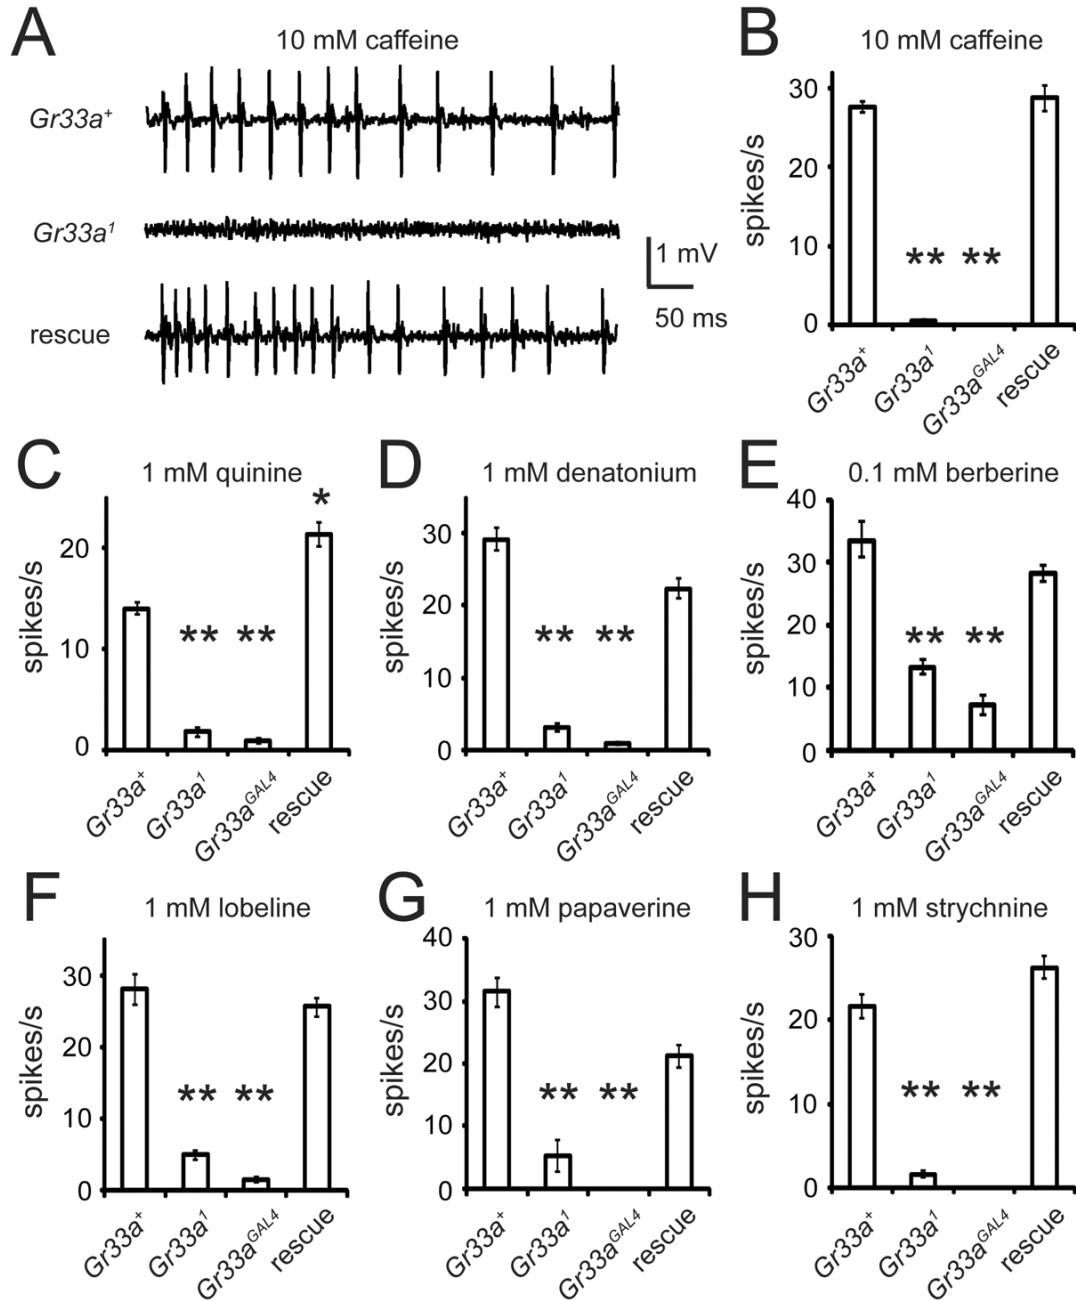 A
10 mM caffeine
Gr33a+
Gr33a1
rescue
1 mV
50 ms
B
10 mM caffeine
spikes/s
30
20
10
0
** **
Gr33a+
Gr33a1
Gr33aGAL4
rescue
C
1 mM quinine
spikes/s
20
10
0
** **
*
Gr33a+
Gr33a1
Gr33aGAL4
rescue
D
1 mM denatonium
spikes/s
30
20
10
0
** **
Gr33a+
Gr33a1
Gr33aGAL4
rescue
E
0.1 mM berberine
spikes/s
40
30
20
10
0
** **
Gr33a+
Gr33a1
Gr33aGAL4
rescue
F
1 mM lobeline
spikes/s
30
20
10
0
** **
Gr33a+
Gr33a1
Gr33aGAL4
rescue
G
1 mM papaverine
spikes/s
40
30
20
10
0
** **
Gr33a+
Gr33a1
Gr33aGAL4
rescue
H
1 mM strychnine
spikes/s
30
20
10
0
** **
Gr33a+
Gr33a1
Gr33aGAL4
rescue